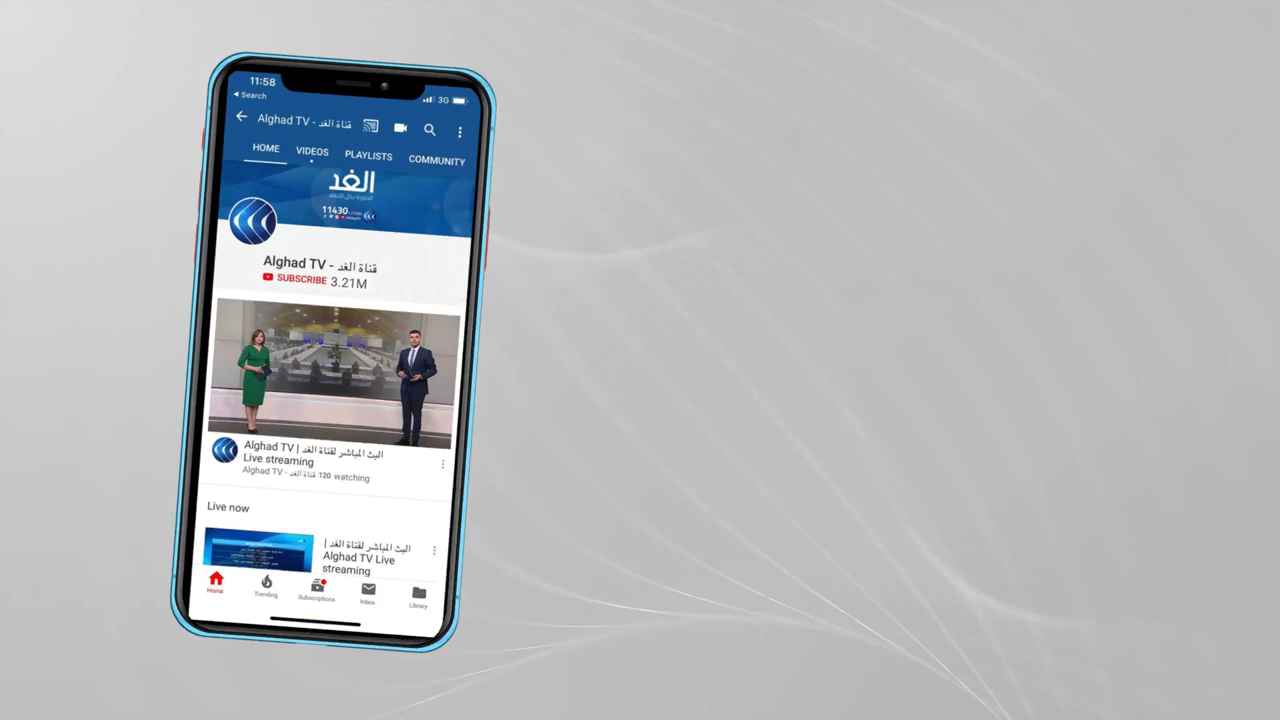 11:58
Search
3G
Alghad TV - قناة الغد
HOME VIDEOS PLAYLISTS COMMUNITY
الغد
11430
Alghad TV - قناة الغد
SUBSCRIBE 3.21M
Alghad TV | البث المباشر لقناة الغد
Live streaming
Alghad TV - قناة الغد 120 watching
Live now
البث المباشر لقناة الغد |
Alghad TV Live
streaming
Home Trending Subscriptions Inbox Library